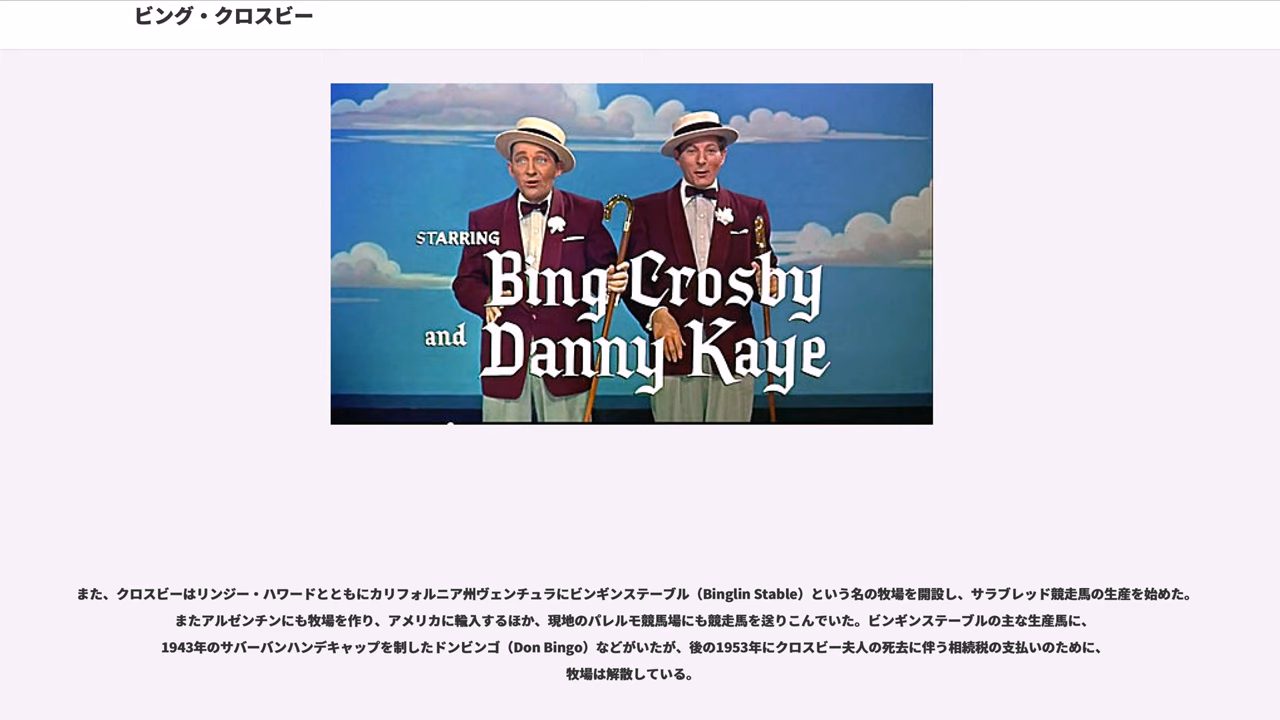 ビング・クロスビー
STARRING
Bing Crosby
and Danny Kaye
また、クロスビーはリンジー・ハワードとともにカリフォルニア州ヴェンチュラにビンギンステーブル（Binglin Stable）という名の牧場を開設し、サラブレッド競走馬の生産を始めた。
またアルゼンチンにも牧場を作り、アメリカに輸入するほか、現地のパレルモ競馬場にも競走馬を送りこんでいた。ビンギンステーブルの主な生産馬に、
1943年のサバーバンハンデキャップを制したドンビンゴ（Don Bingo）などがいたが、後の1953年にクロスビー夫人の死去に伴う相続税の支払いのために、
牧場は解散している。